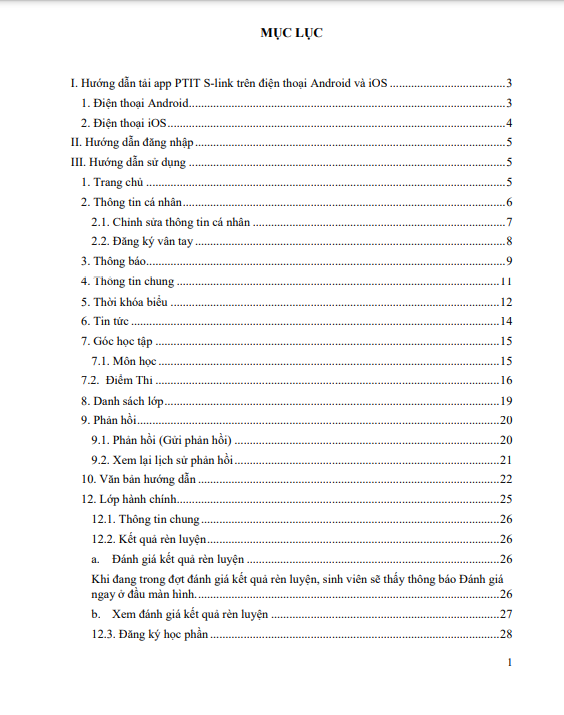 MỤC LỤC
I. Hướng dẫn tải app PTIT S-link trên điện thoại Android và iOS ........................................3
1. Điện thoại Android........................................3
2. Điện thoại iOS........................................4
II. Hướng dẫn đăng nhập ........................................5
III. Hướng dẫn sử dụng ........................................5
1. Trang chủ ........................................5
2. Thông tin cá nhân........................................6
2.1. Chỉnh sửa thông tin cá nhân ........................................7
2.2. Đăng ký vân tay ........................................8
3. Thông báo........................................9
4. Thông tin chung ........................................11
5. Thời khóa biểu ........................................12
6. Tin tức ........................................14
7. Góc học tập ........................................15
7.1. Môn học ........................................15
7.2. Điểm Thi ........................................16
8. Danh sách lớp........................................19
9. Phản hồi........................................20
9.1. Phản hồi (Gửi phản hồi) ........................................20
9.2. Xem lại lịch sử phản hồi........................................21
10. Văn bản hướng dẫn ........................................22
12. Lớp hành chính........................................25
12.1. Thông tin chung ........................................26
12.2. Kết quả rèn luyện........................................26
a. Đánh giá kết quả rèn luyện ........................................26
Khi đang trong đợt đánh giá kết quả rèn luyện, sinh viên sẽ thấy thông báo Đánh giá
ngay ở đầu màn hình.........................................26
b. Xem đánh giá kết quả rèn luyện ........................................27
12.3. Đăng ký học phần ........................................28
1